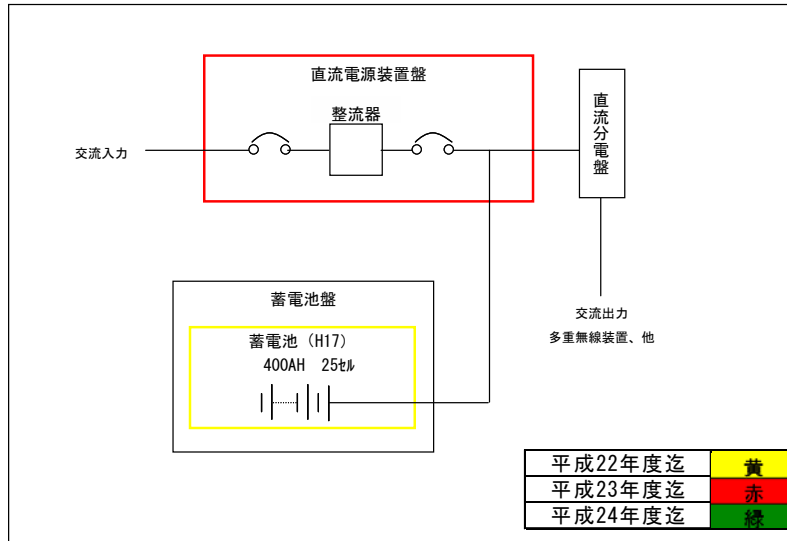 直流電源装置盤
整流器
交流入力
直流分電盤
交流出力
多重無線装置、他
蓄電池盤
蓄電池（H17）
400AH 25ｾﾙ
平成22年度迄 黄
平成23年度迄 赤
平成24年度迄 緑